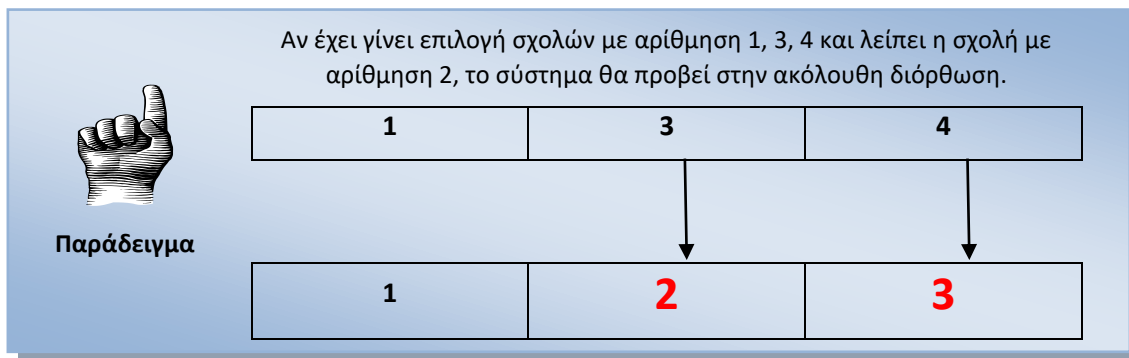 Αν έχει γίνει επιλογή σχολών με αρίθμηση 1, 3, 4 και λείπει η σχολή με
αρίθμηση 2, το σύστημα θα προβεί στην ακόλουθη διόρθωση.
1 3 4
Παράδειγμα
1 2 3